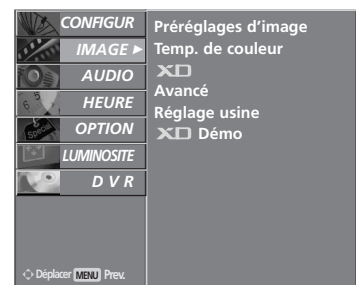 CONFIGUR
IMAGE ▶
AUDIO
HEURE
OPTION
LUMINOSITE
D V R
Déplacer MENU Prev.
Préréglages d'image
Temp. de couleur
XD
Avancé
Réglage usine
XD Démo